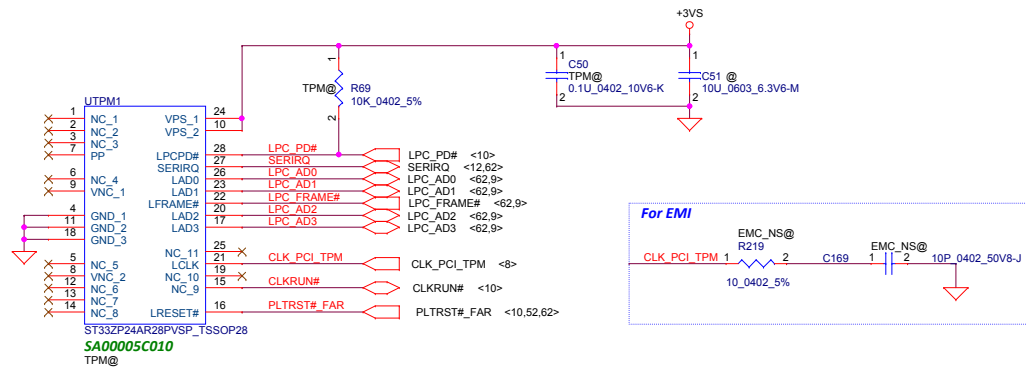 +3VS
1
R69
10K_0402_5%
TPM@
2
1
C50
TPM@
0.1U_0402_10V6-K
2
1
C51 @
10U_0603_6.3V6-M
2
UTPM1
1 NC_1
2 NC_2
3 NC_3
7 PP
6 NC_4
9 VNC_1
4 GND_1
11 GND_2
18 GND_3
5 NC_5
8 VNC_2
12 NC_6
13 NC_7
14 NC_8
VPS_1 24
VPS_2 10
LPCPD# 28 LPC_PD# LPC_PD# <10>
SERIRQ 27 SERIRQ SERIRQ <12,62>
LAD0 26 LPC_AD0 LPC_AD0 <62,9>
LAD1 23 LPC_AD1 LPC_AD1 <62,9>
LFRAME# 22 LPC_FRAME# LPC_FRAME# <62,9>
LAD2 20 LPC_AD2 LPC_AD2 <62,9>
LAD3 17 LPC_AD3 LPC_AD3 <62,9>
NC_11 25
LCLK 21 CLK_PCI_TPM CLK_PCI_TPM <8>
NC_10 19
NC_9 15 CLKRUN# CLKRUN# <10>
LRESET# 16 PLTRST#_FAR PLTRST#_FAR <10,52,62>
ST33ZP24AR28PVSP_TSSOP28
SA00005C010
TPM@
For EMI
EMC_NS@
R219
CLK_PCI_TPM 1 2
10_0402_5%
EMC_NS@
C169 1 2 10P_0402_50V8-J